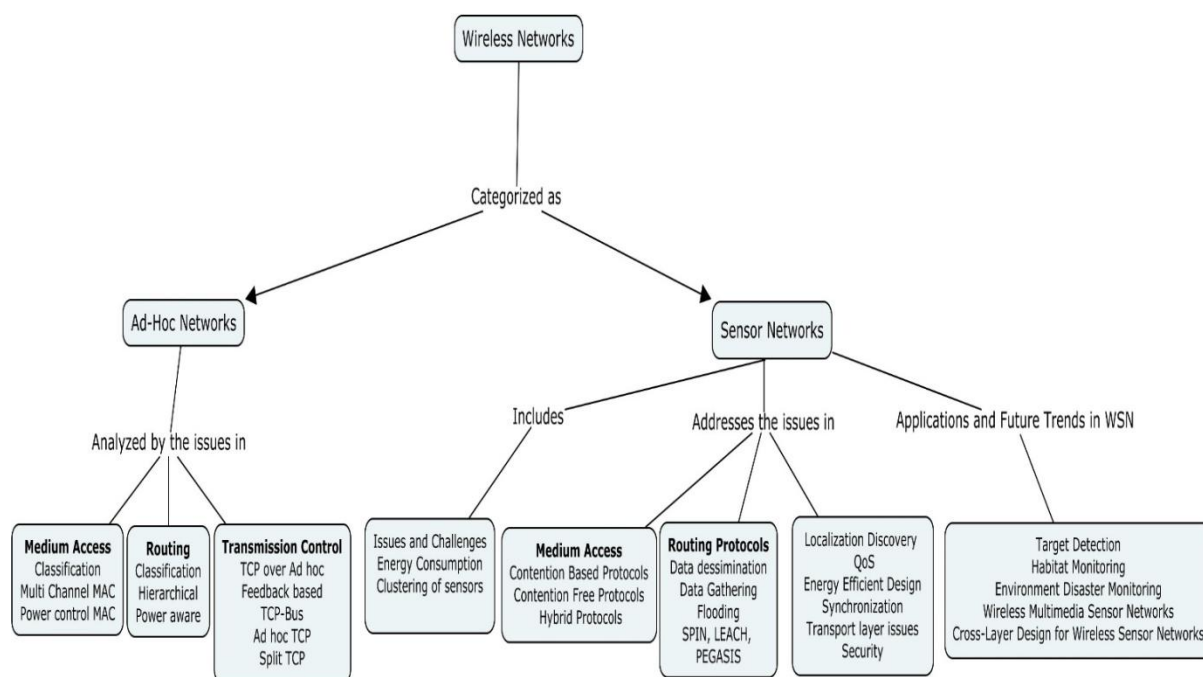 Wireless Networks
Categorized as
Ad-Hoc Networks
Sensor Networks
Analyzed by the issues in
Includes
Addresses the issues in
Applications and Future Trends in WSN
Medium Access
Classification
Multi Channel MAC
Power control MAC
Routing
Classification
Hierarchical
Power aware
Transmission Control
TCP over Ad hoc
Feedback based
TCP-Bus
Ad hoc TCP
Split TCP
Issues and Challenges
Energy Consumption
Clustering of sensors
Medium Access
Contention Based Protocols
Contention Free Protocols
Hybrid Protocols
Routing Protocols
Data dessimination
Data Gathering
Flooding
SPIN, LEACH,
PEGASIS
Localization Discovery
QoS
Energy Efficient Design
Synchronization
Transport layer issues
Security
Target Detection
Habitat Monitoring
Environment Disaster Monitoring
Wireless Multimedia Sensor Networks
Cross-Layer Design for Wireless Sensor Networks